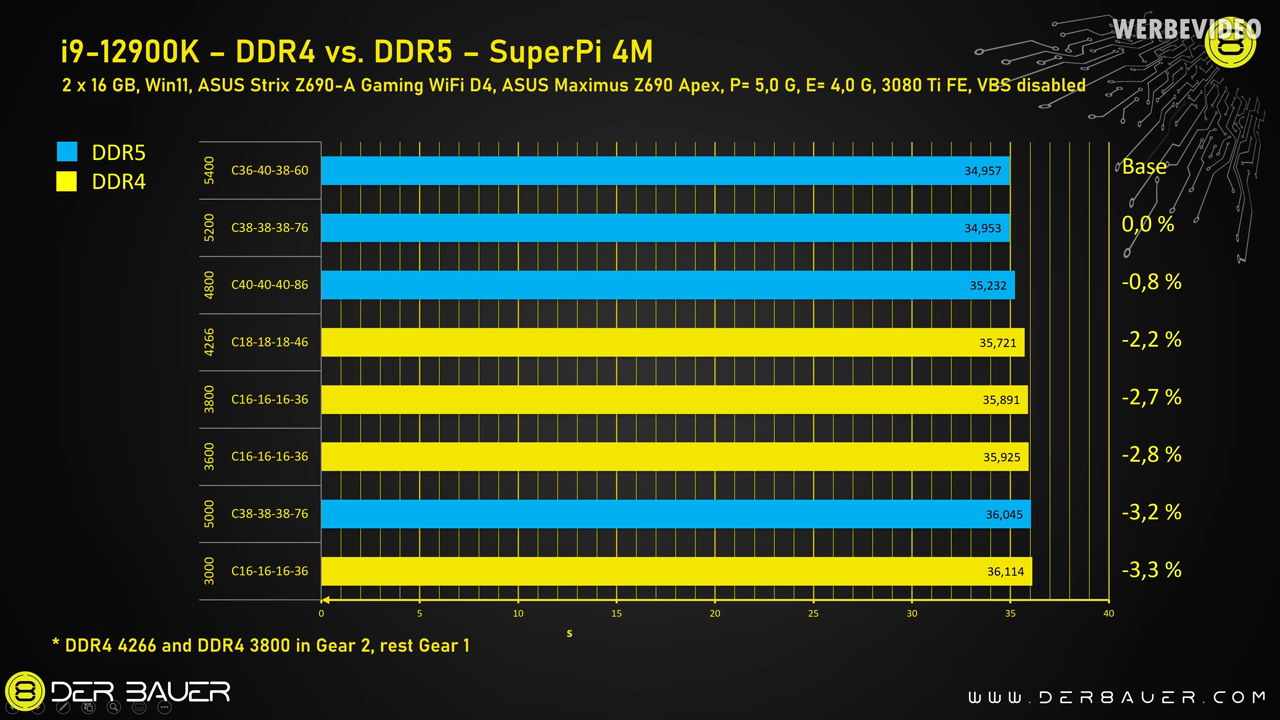 WERBEVIDEO
i9-12900K – DDR4 vs. DDR5 – SuperPi 4M
2 x 16 GB, Win11, ASUS Strix Z690-A Gaming WiFi D4, ASUS Maximus Z690 Apex, P= 5,0 G, E= 4,0 G, 3080 Ti FE, VBS disabled
DDR5
DDR4
5400 C36-40-38-60 34,957 Base
5200 C38-38-38-76 34,953 0,0 %
4800 C40-40-40-86 35,232 -0,8 %
4266 C18-18-18-46 35,721 -2,2 %
3800 C16-16-16-36 35,891 -2,7 %
3600 C16-16-16-36 35,925 -2,8 %
5000 C38-38-38-76 36,045 -3,2 %
3000 C16-16-16-36 36,114 -3,3 %
0 5 10 15 20 25 30 35 40
s
* DDR4 4266 and DDR4 3800 in Gear 2, rest Gear 1
8 DER BAUER
WWW.DER8AUER.COM